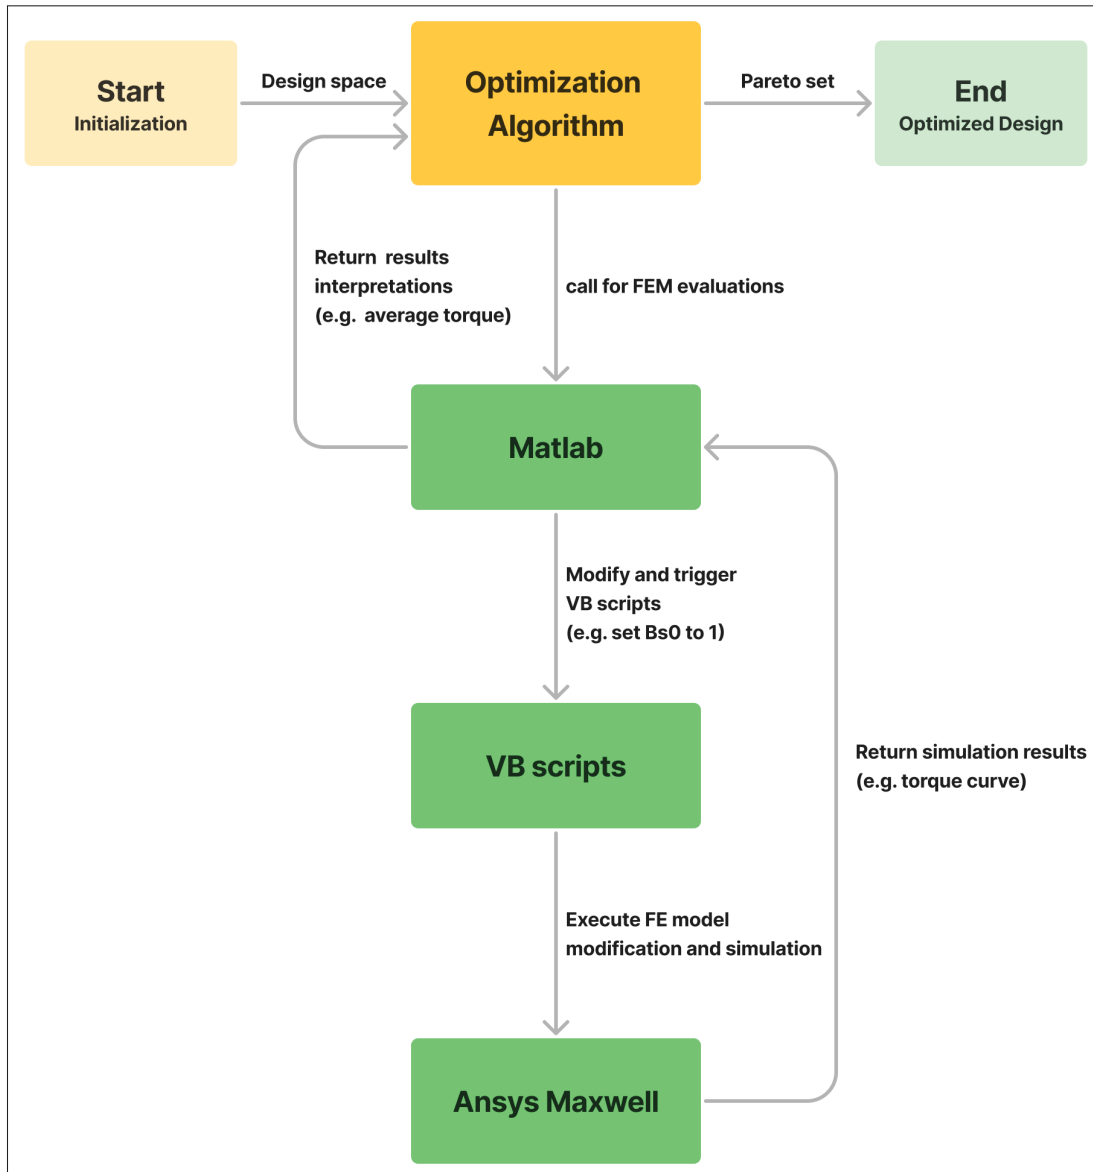 Start
Initialization
Design space
Optimization
Algorithm
Pareto set
End
Optimized Design
Return results
interpretations
(e.g. average torque)
call for FEM evaluations
Matlab
Modify and trigger
VB scripts
(e.g. set Bs0 to 1)
VB scripts
Return simulation results
(e.g. torque curve)
Execute FE model
modification and simulation
Ansys Maxwell